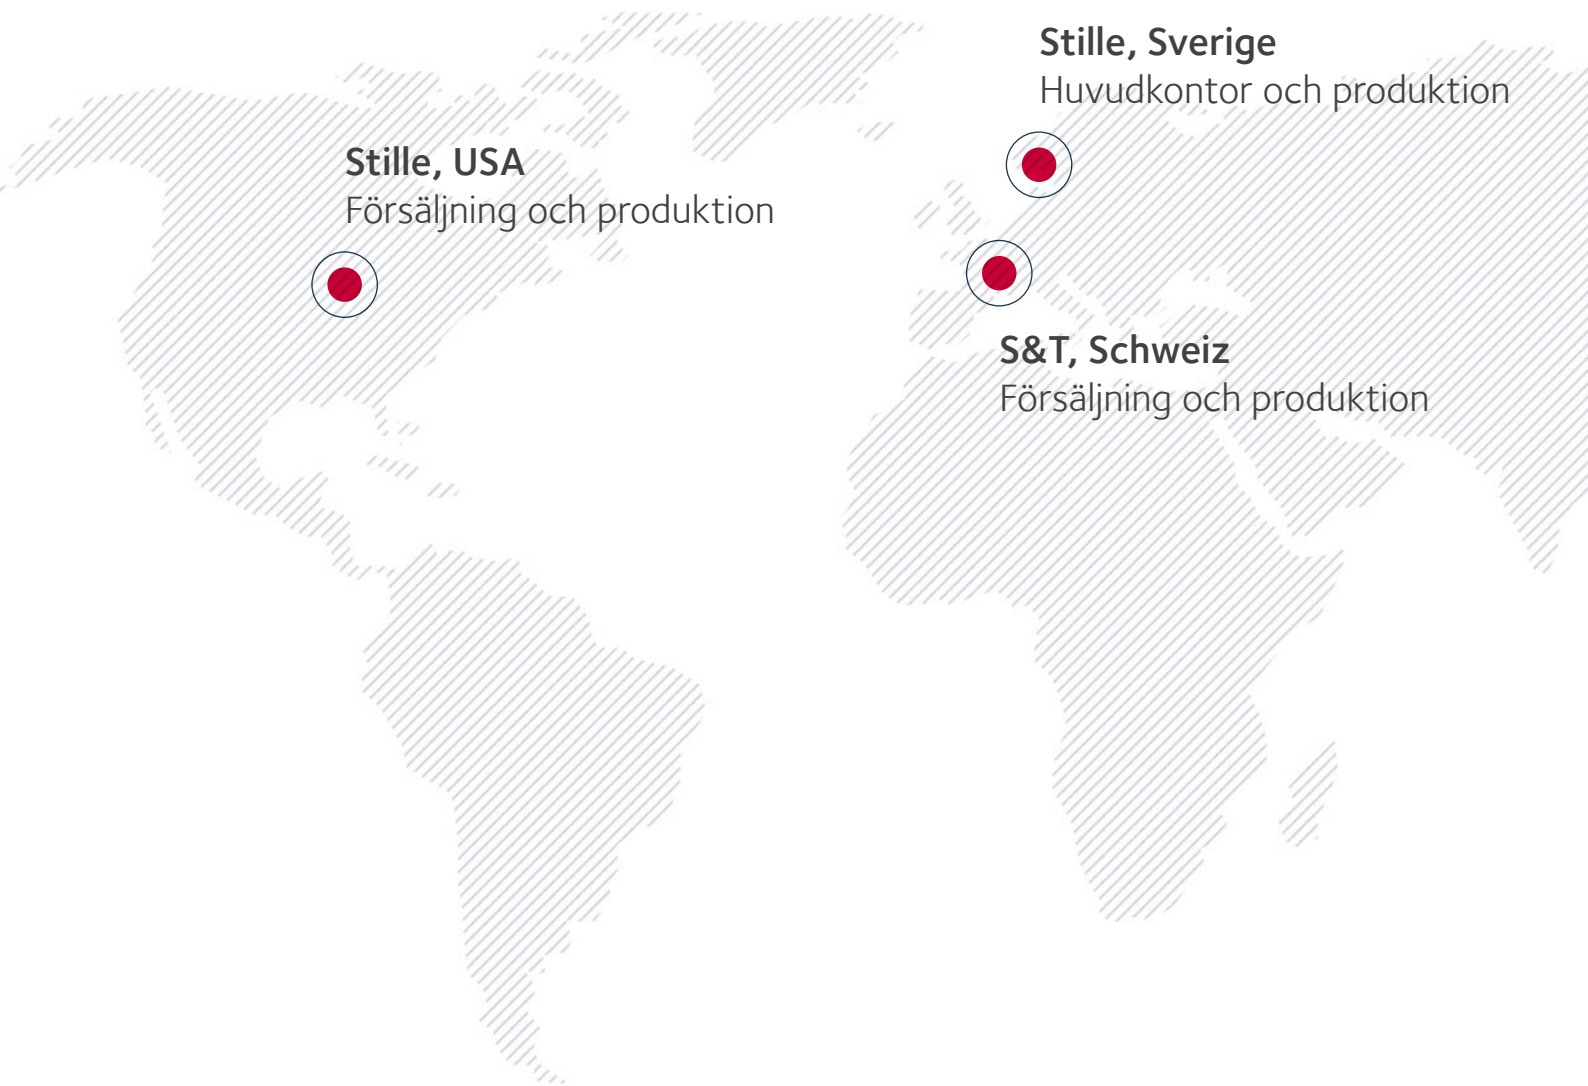 Stille, Sverige
Huvudkontor och produktion
Stille, USA
Försäljning och produktion
S&T, Schweiz
Försäljning och produktion